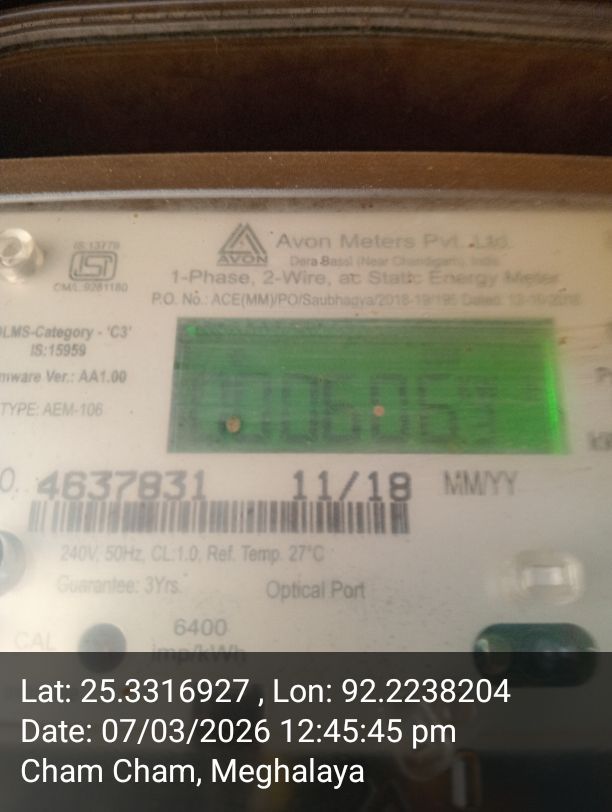 IS:13779
AVON
Avon Meters Pvt. Ltd.
Dera Bassi (Near Chandigarh), India
ISI
CM/L:9281180
1-Phase, 2-Wire, ac Static Energy Meter
P.O. No.: ACE(MM)/PO/Saubhagya/2018-19/195 Dated:
DLMS-Category - 'C3'
IS:15959
mware Ver.: AA1.00
TYPE: AEM-106
4637831 11/18 MM/YY
240V, 50Hz, CL:1.0, Ref. Temp. 27°C
Guarantee: 3Yrs. Optical Port
CAL 6400
imp/kWh
Lat: 25.3316927 , Lon: 92.2238204
Date: 07/03/2026 12:45:45 pm
Cham Cham, Meghalaya